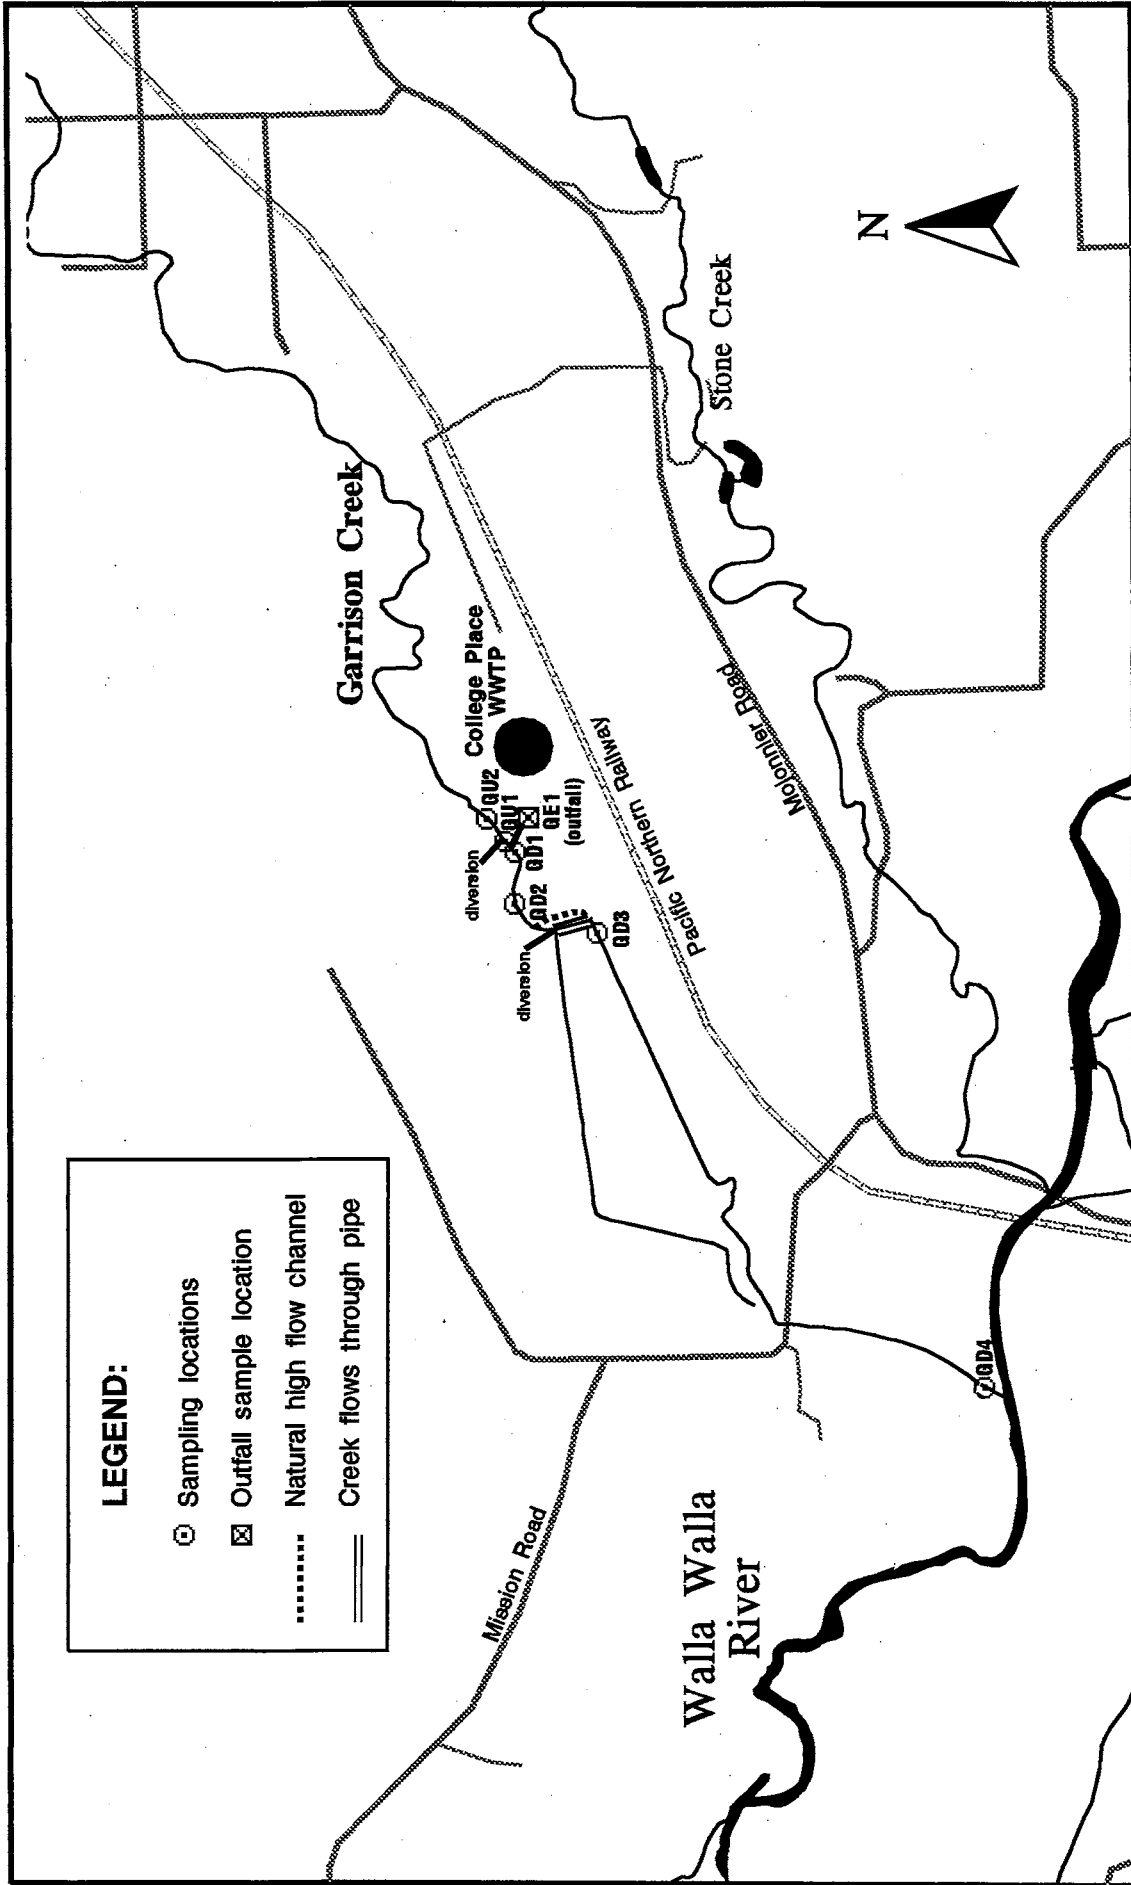 LEGEND:
Sampling locations
Outfall sample location
Natural high flow channel
Creek flows through pipe
Mission Road
Walla Walla
River
Garrison Creek
College Place
WWTP
GU2
GU1
GE1
(outfall)
GD1
diversion
GD2
diversion
GD3
GD4
Pacific Northern Railway
Mojonnier Road
Stone Creek
N